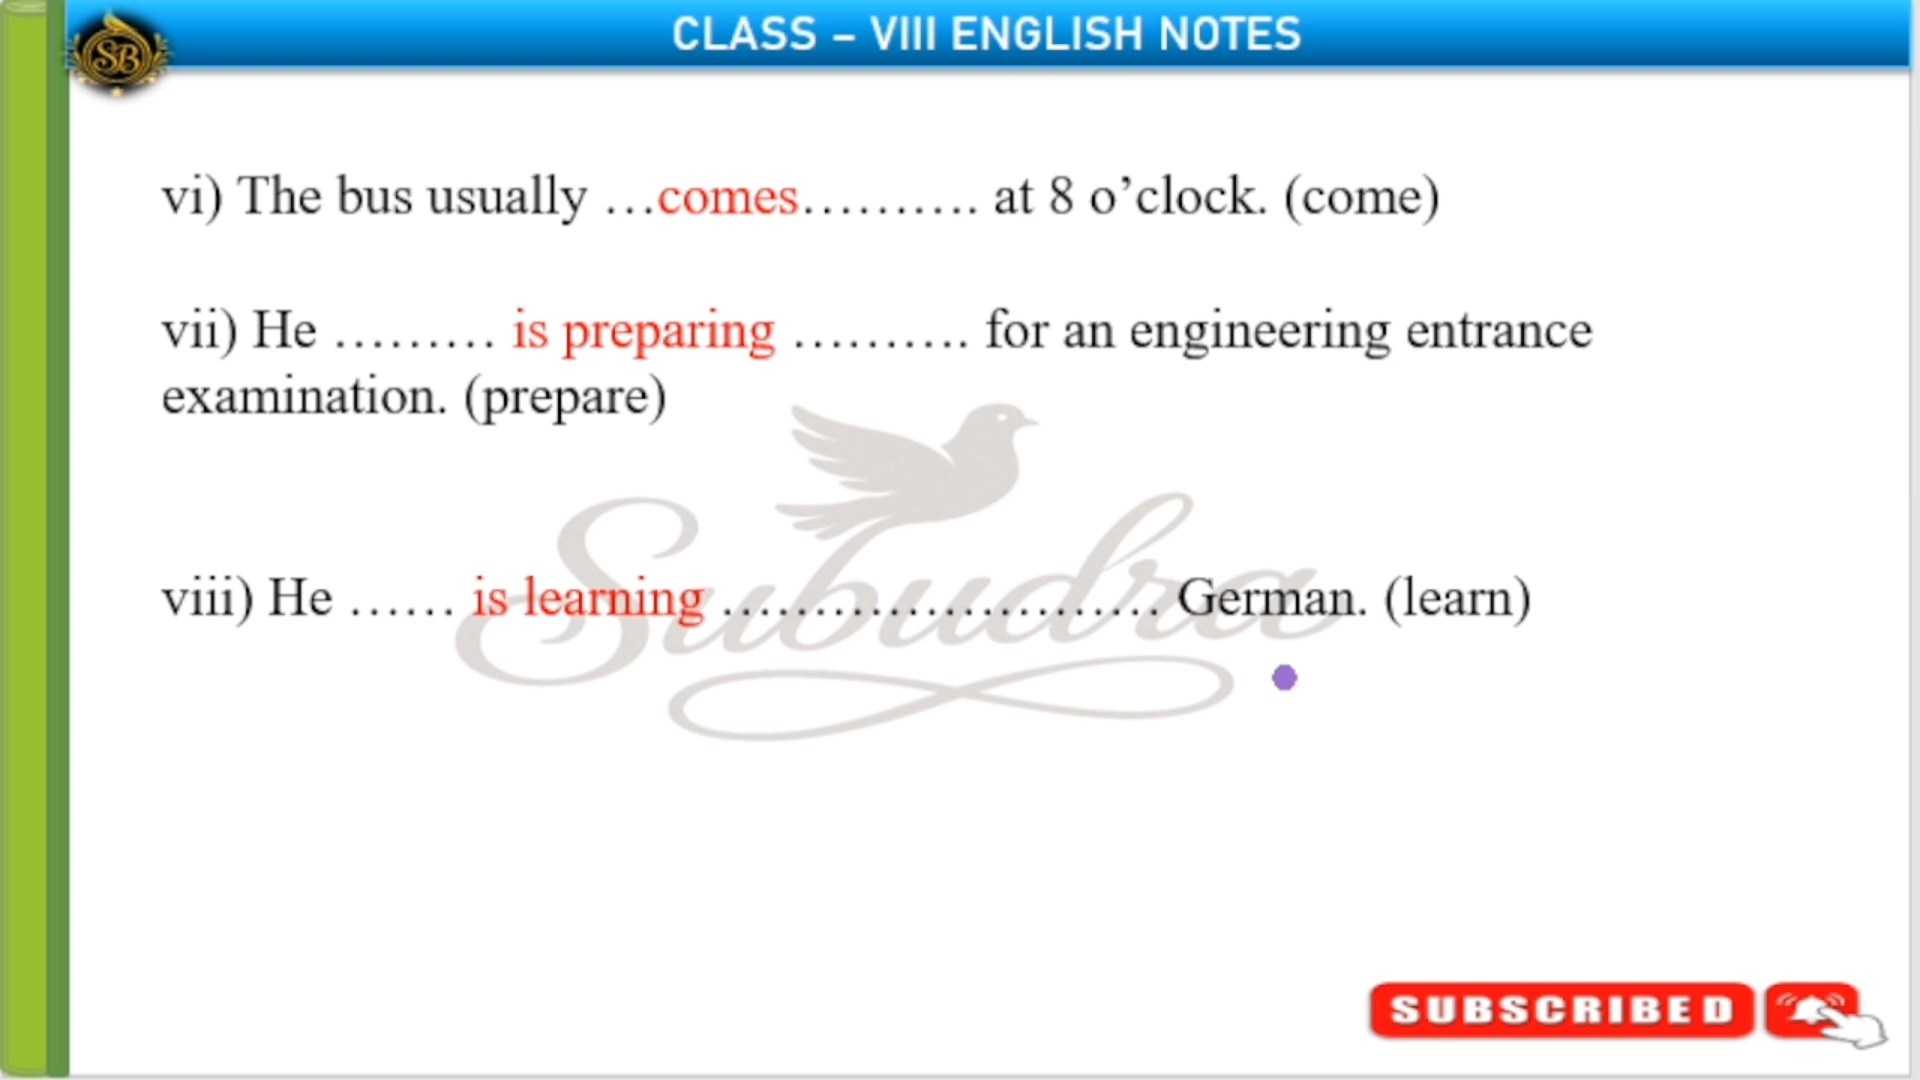 CLASS – VIII ENGLISH NOTES
SB
vi) The bus usually …comes………. at 8 o’clock. (come)
vii) He ……… is preparing ………. for an engineering entrance
examination. (prepare)
Subudra
viii) He …… is learning …………………… German. (learn)
SUBSCRIBED